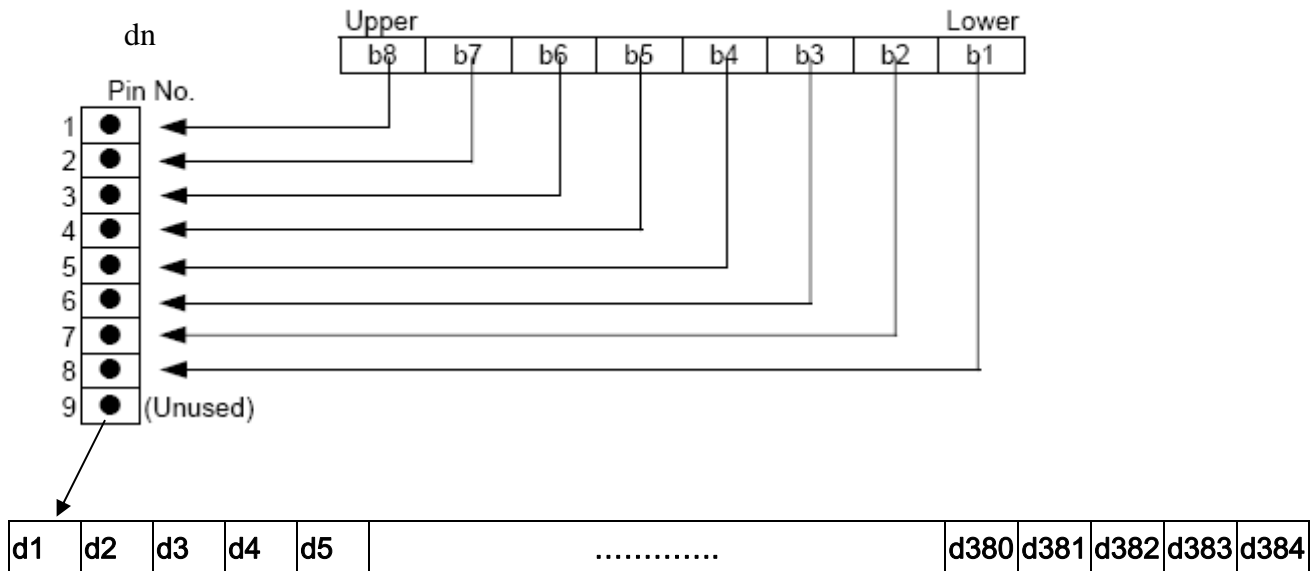 dn
Upper Lower
b8 b7 b6 b5 b4 b3 b2 b1
Pin No.
1
2
3
4
5
6
7
8
9 (Unused)
d1 d2 d3 d4 d5 ............. d380 d381 d382 d383 d384